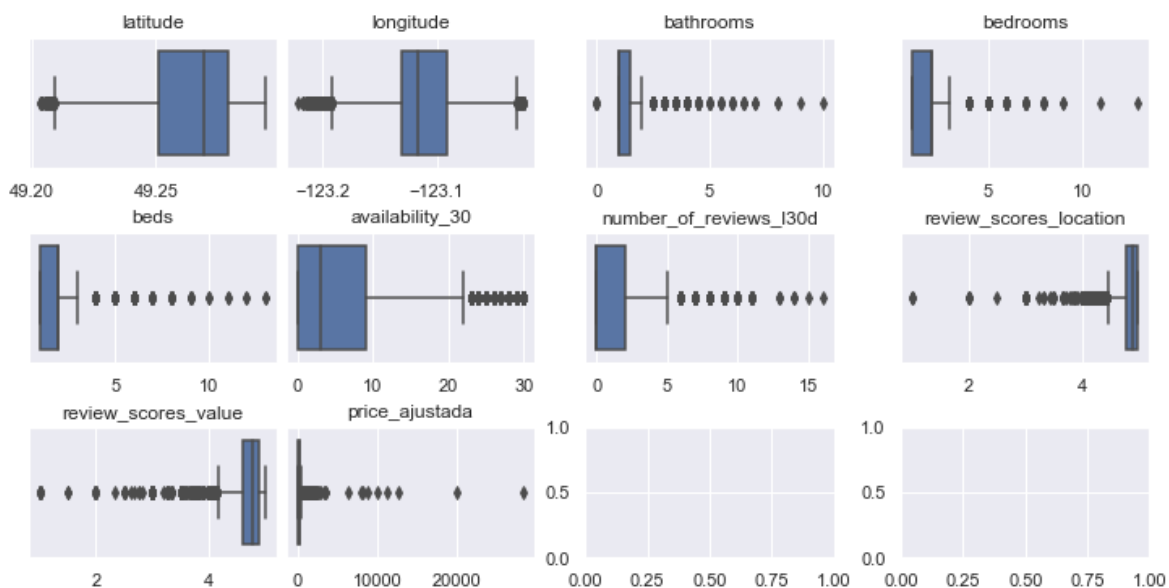 latitude longitude bathrooms bedrooms
49.20 49.25 −123.2 −123.1 0 5 10 5 10
beds availability_30 number_of_reviews_l30d review_scores_location
5 10 0 10 20 30 0 5 10 15 2 4
review_scores_value price_ajustada 1.0 1.0
0.5 0.5
0.0 0.0
2 4 0 10000 20000 0.00 0.25 0.50 0.75 1.00 0.00 0.25 0.50 0.75 1.00